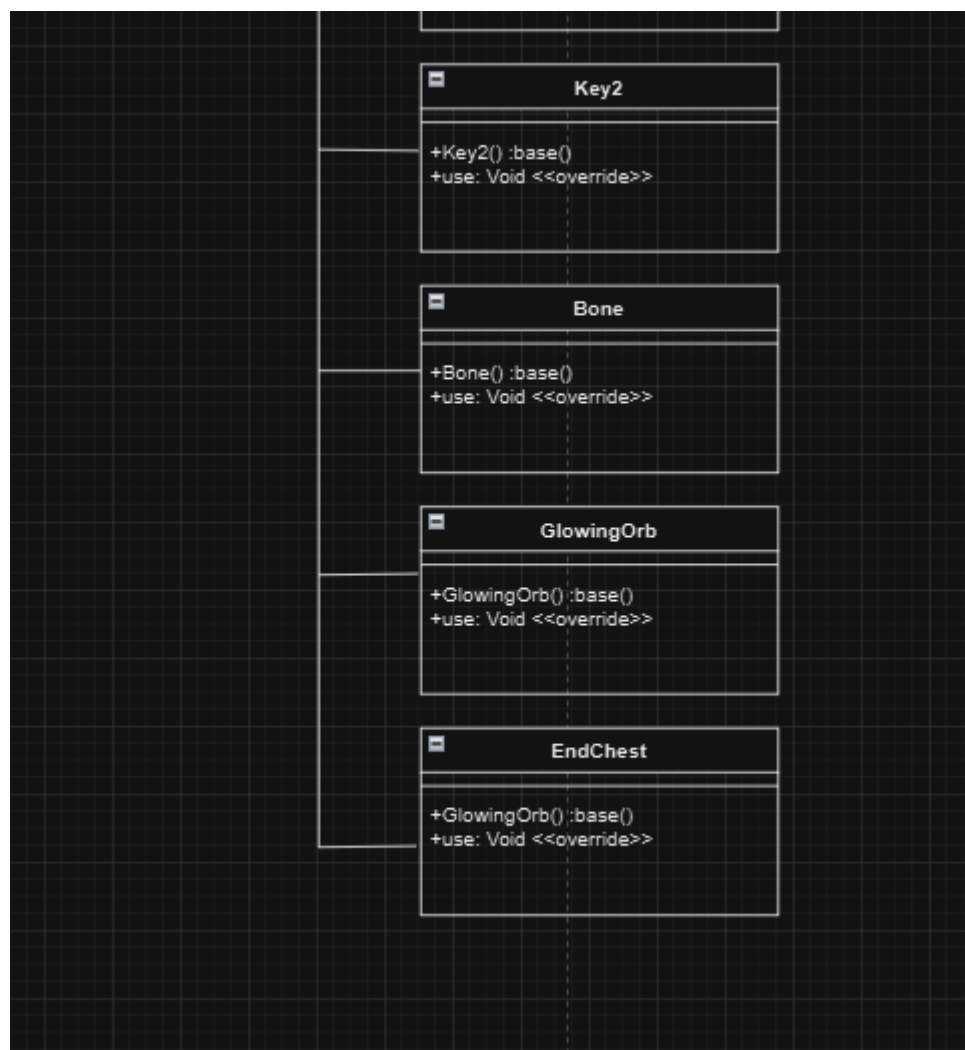 Key2
+Key2() :base()
+use: Void <<override>>
Bone
+Bone() :base()
+use: Void <<override>>
GlowingOrb
+GlowingOrb() :base()
+use: Void <<override>>
EndChest
+GlowingOrb() :base()
+use: Void <<override>>